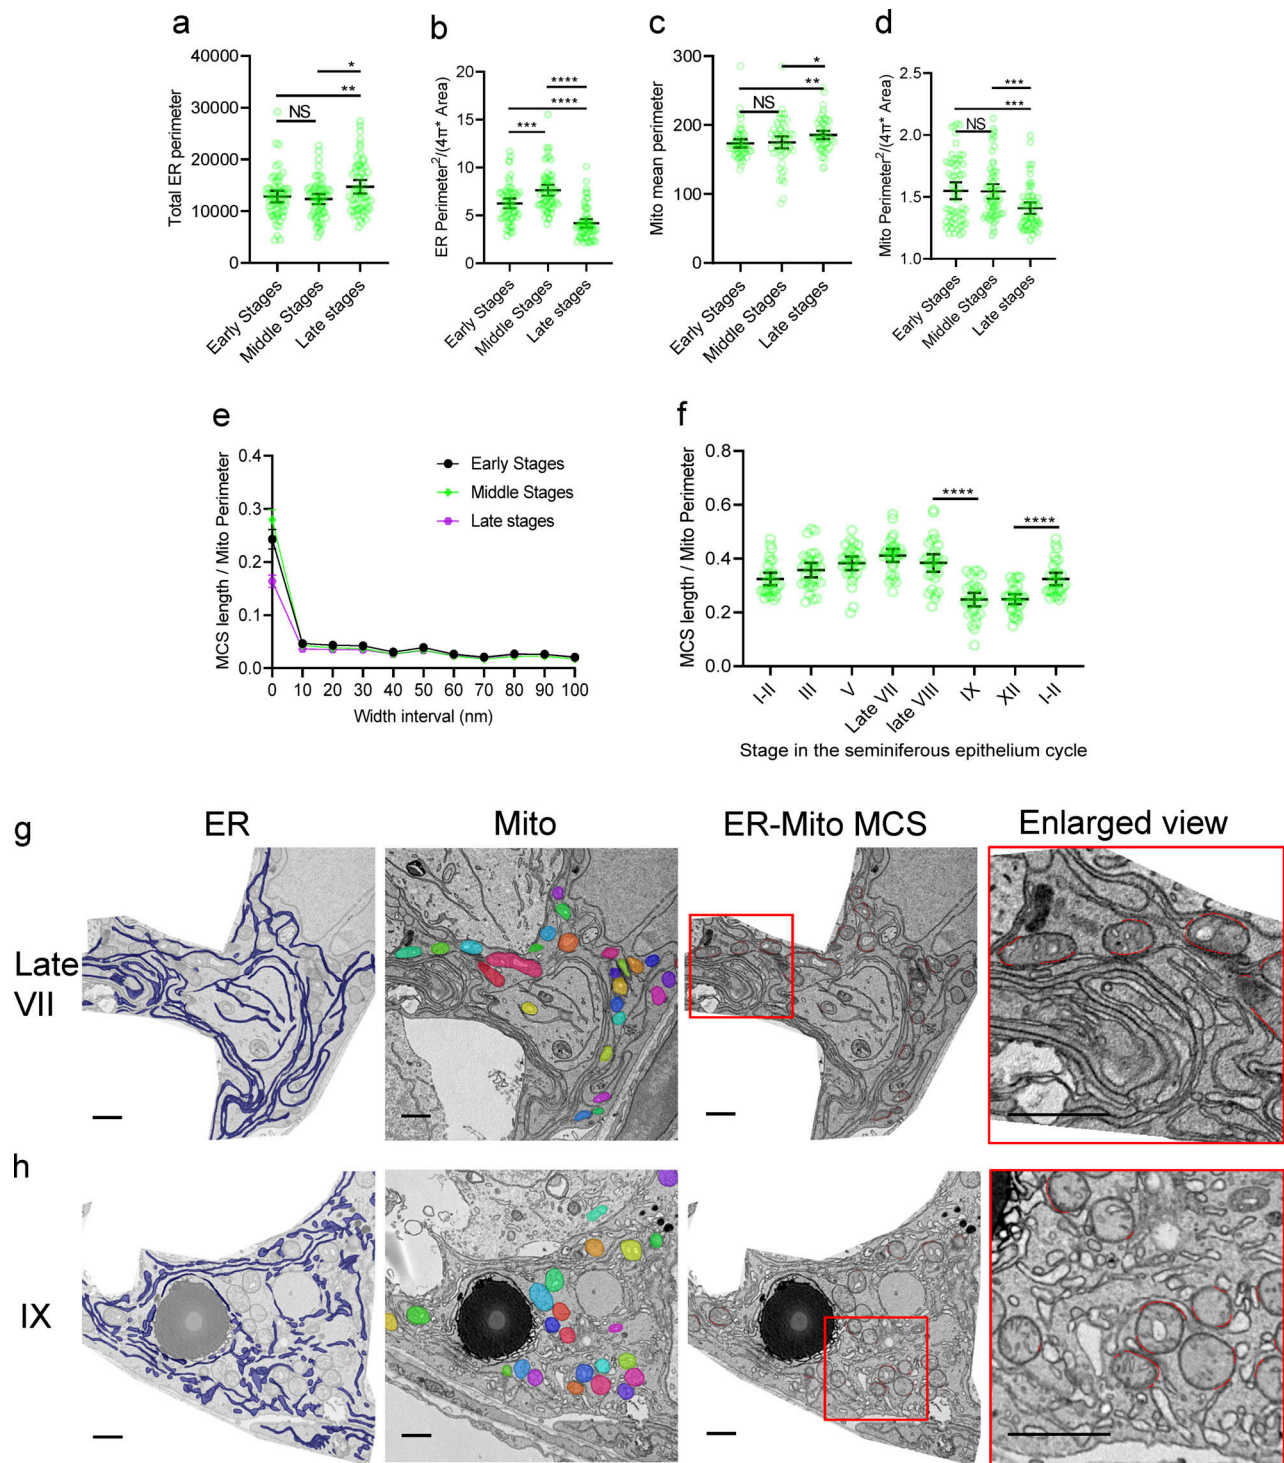 a
Total ER perimeter
40000
30000
20000
10000
0
*
**
NS
Early Stages
Middle Stages
Late stages
b
ER Perimeter²/(4π* Area)
20
15
10
5
0
****
****
***
Early Stages
Middle Stages
Late stages
c
Mito mean perimeter
300
200
100
0
*
**
NS
Early Stages
Middle Stages
Late stages
d
Mito Perimeter²/(4π* Area)
2.5
2.0
1.5
1.0
***
***
NS
Early Stages
Middle Stages
Late stages
e
MCS length / Mito Perimeter
0.4
0.3
0.2
0.1
0.0
Early Stages
Middle Stages
Late stages
0 10 20 30 40 50 60 70 80 90 100
Width interval (nm)
f
MCS length / Mito Perimeter
0.8
0.6
0.4
0.2
0.0
****
****
I-II III V Late VII late VIII IX XII I-II
Stage in the seminiferous epithelium cycle
g
ER Mito ER-Mito MCS Enlarged view
Late
VII
h
IX